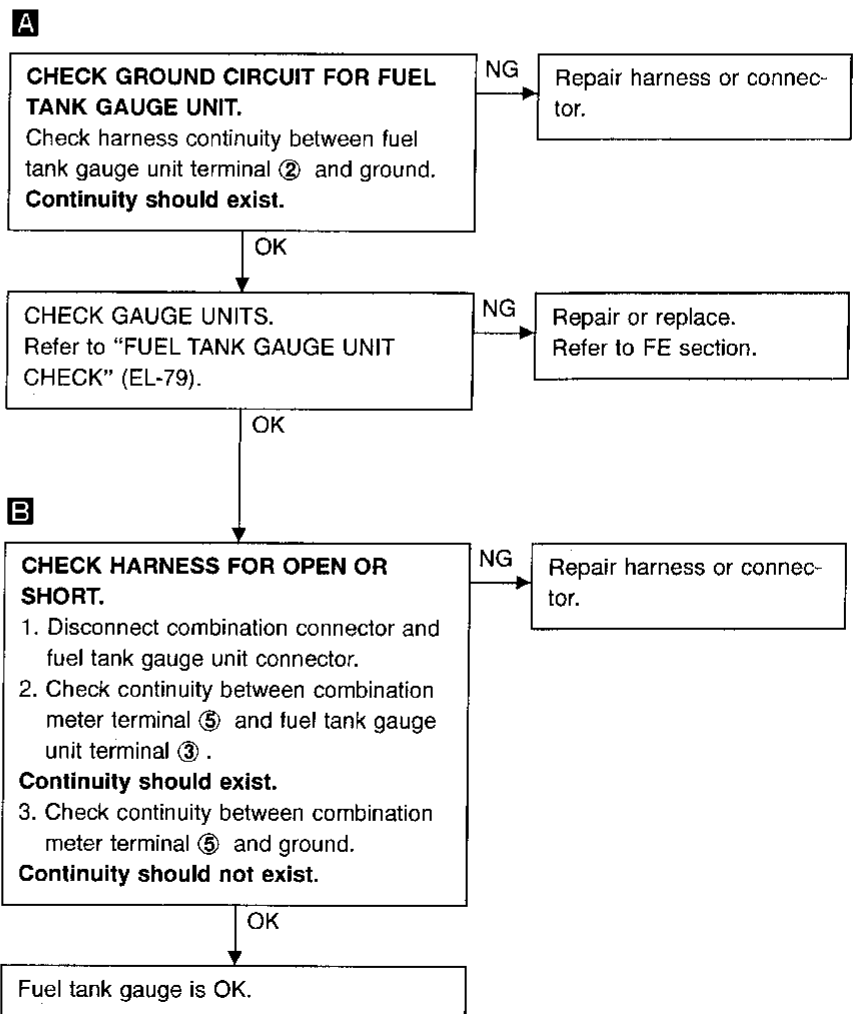 A
CHECK GROUND CIRCUIT FOR FUEL
TANK GAUGE UNIT.
Check harness continuity between fuel
tank gauge unit terminal ② and ground.
Continuity should exist.
NG
Repair harness or connec-
tor.
OK
CHECK GAUGE UNITS.
Refer to “FUEL TANK GAUGE UNIT
CHECK” (EL-79).
NG
Repair or replace.
Refer to FE section.
OK
B
CHECK HARNESS FOR OPEN OR
SHORT.
1. Disconnect combination connector and
fuel tank gauge unit connector.
2. Check continuity between combination
meter terminal ⑤ and fuel tank gauge
unit terminal ③ .
Continuity should exist.
3. Check continuity between combination
meter terminal ⑤ and ground.
Continuity should not exist.
NG
Repair harness or connec-
tor.
OK
Fuel tank gauge is OK.